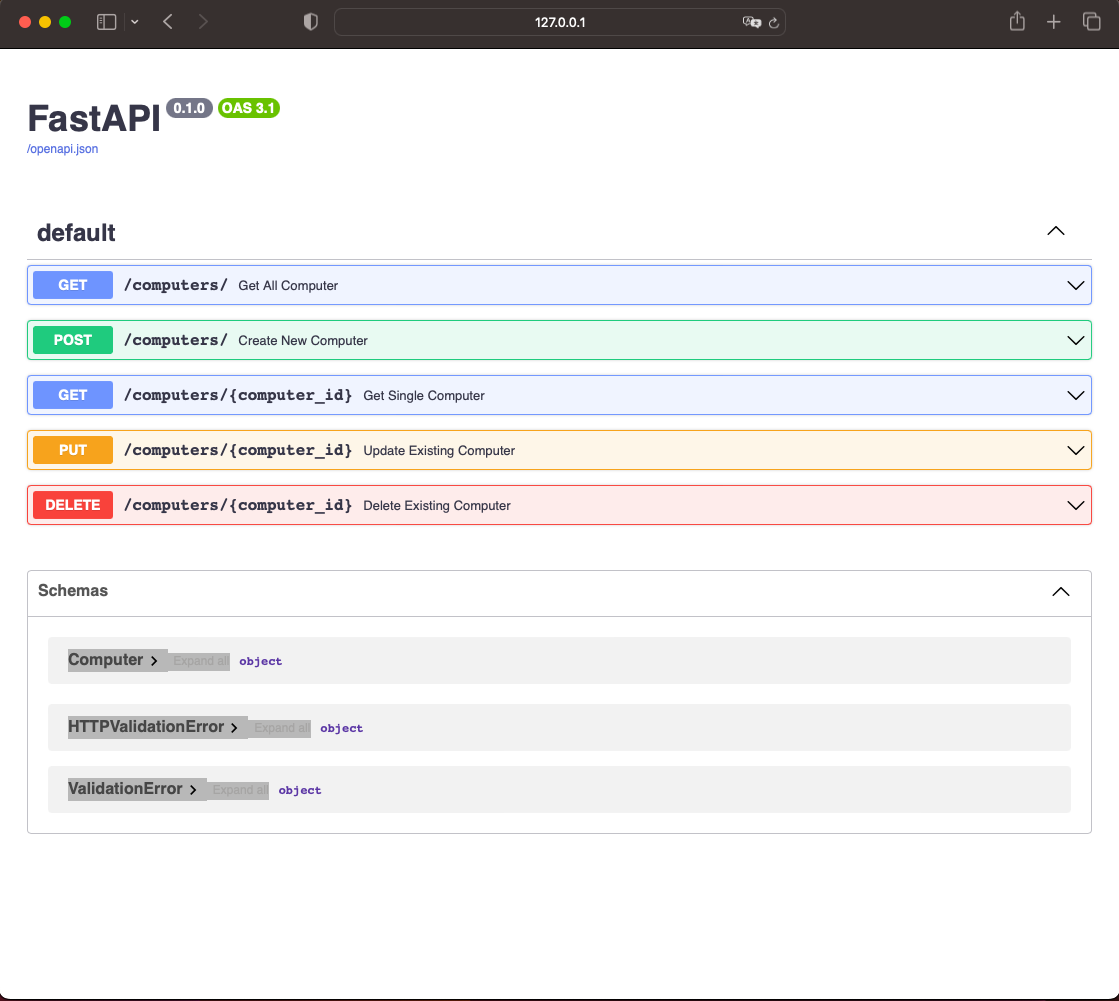 127.0.0.1
FastAPI 0.1.0 OAS 3.1
/openapi.json
default
GET /computers/ Get All Computer
POST /computers/ Create New Computer
GET /computers/{computer_id} Get Single Computer
PUT /computers/{computer_id} Update Existing Computer
DELETE /computers/{computer_id} Delete Existing Computer
Schemas
Computer Expand all object
HTTPValidationError Expand all object
ValidationError Expand all object